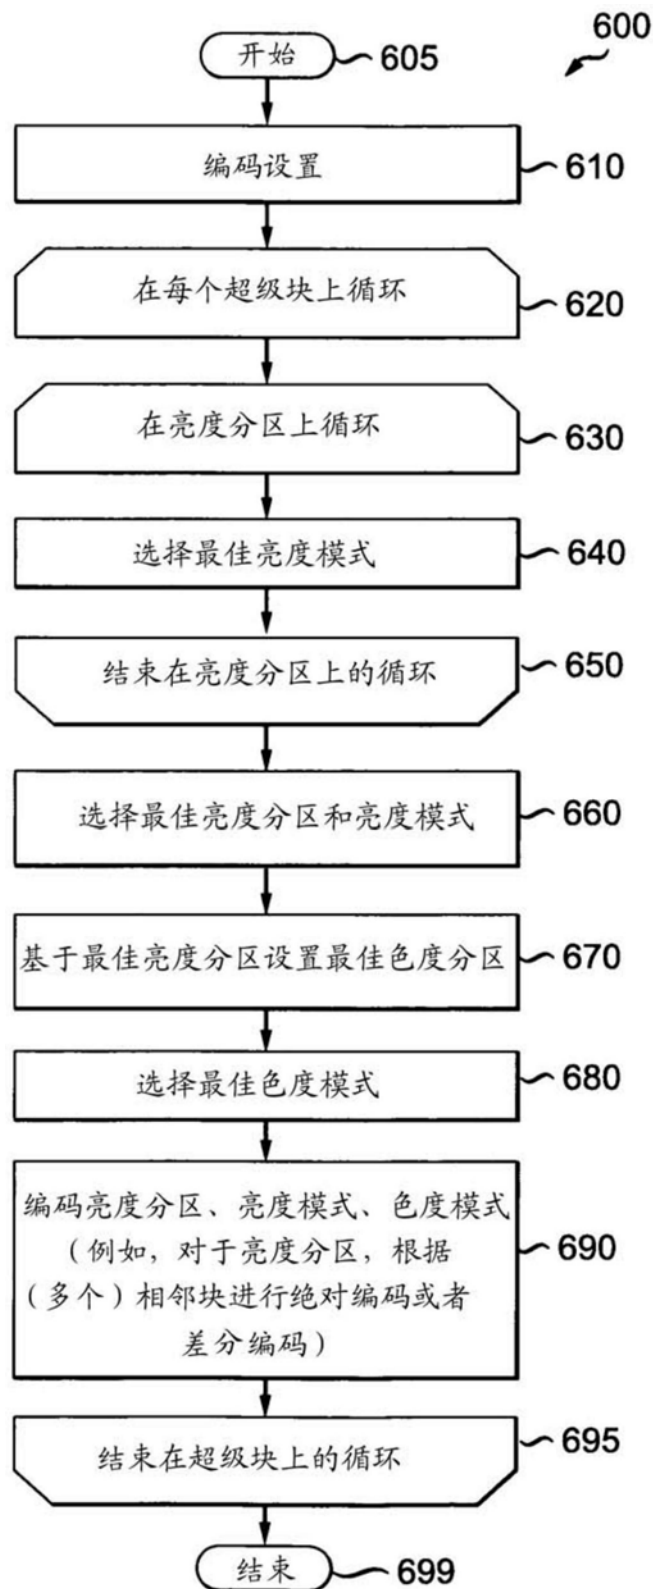 600
开始 605
编码设置 610
在每个超级块上循环 620
在亮度分区上循环 630
选择最佳亮度模式 640
结束在亮度分区上的循环 650
选择最佳亮度分区和亮度模式 660
基于最佳亮度分区设置最佳色度分区 670
选择最佳色度模式 680
编码亮度分区、亮度模式、色度模式
（例如，对于亮度分区，根据 690
（多个）相邻块进行绝对编码或者
差分编码）
结束在超级块上的循环 695
结束 699